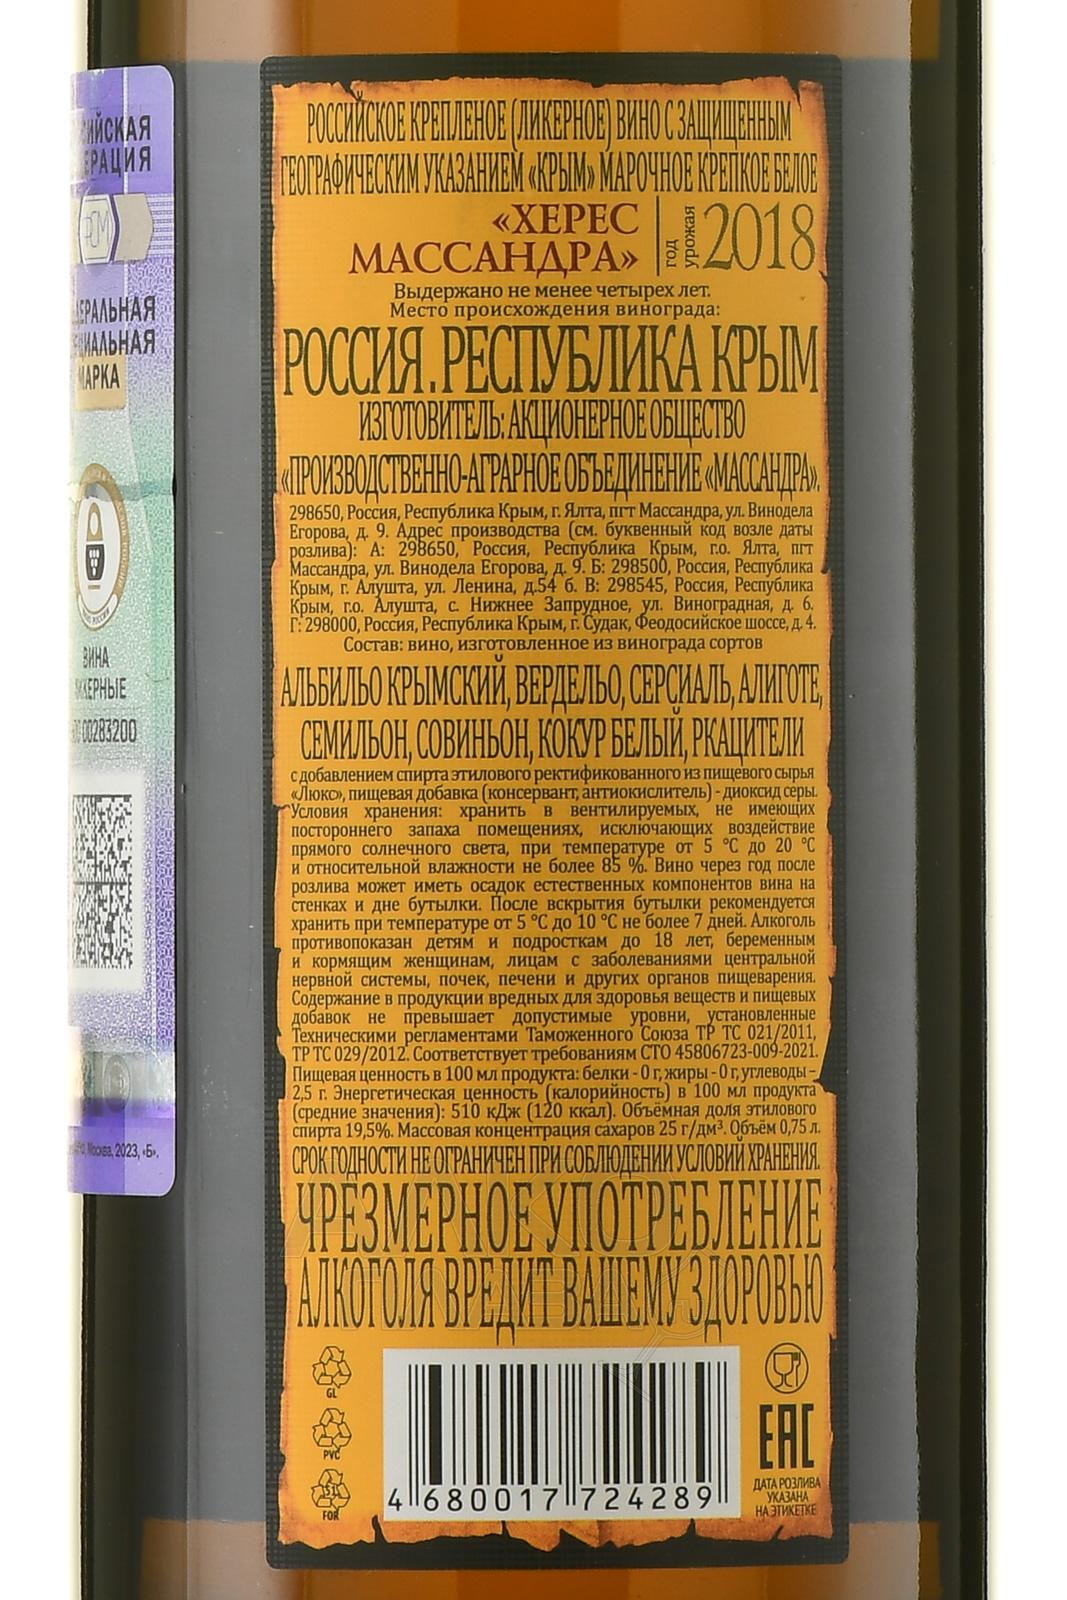 РОССИЙСКОЕ КРЕПЛЕНОЕ (ЛИКЕРНОЕ) ВИНО С ЗАЩИЩЕННЫМ
ГЕОГРАФИЧЕСКИМ УКАЗАНИЕМ «КРЫМ» МАРОЧНОЕ КРЕПКОЕ БЕЛОЕ
«ХЕРЕС
МАССАНДРА»
год
урожая
2018
Выдержано не менее четырех лет.
Место происхождения винограда:
РОССИЯ. РЕСПУБЛИКА КРЫМ
ИЗГОТОВИТЕЛЬ: АКЦИОНЕРНОЕ ОБЩЕСТВО
«ПРОИЗВОДСТВЕННО-АГРАРНОЕ ОБЪЕДИНЕНИЕ «МАССАНДРА».
298650, Россия, Республика Крым, г. Ялта, пгт Массандра, ул. Винодела
Егорова, д. 9. Адрес производства (см. буквенный код возле даты
розлива): А: 298650, Россия, Республика Крым, г.о. Ялта, пгт
Массандра, ул. Винодела Егорова, д. 9. Б: 298500, Россия, Республика
Крым, г. Алушта, ул. Ленина, д.54 б. В: 298545, Россия, Республика
Крым, г.о. Алушта, с. Нижнее Запрудное, ул. Виноградная, д. 6.
Г: 298000, Россия, Республика Крым, г. Судак, Феодосийское шоссе, д. 4.
Состав: вино, изготовленное из винограда сортов
АЛЬБИЛЬО КРЫМСКИЙ, ВЕРДЕЛЬО, СЕРСИАЛЬ, АЛИГОТЕ,
СЕМИЛЬОН, СОВИНЬОН, КОКУР БЕЛЫЙ, РКАЦИТЕЛИ
с добавлением спирта этилового ректификованного из пищевого сырья
«Люкс», пищевая добавка (консервант, антиокислитель) - диоксид серы.
Условия хранения: хранить в вентилируемых, не имеющих
постороннего запаха помещениях, исключающих воздействие
прямого солнечного света, при температуре от 5 °С до 20 °С
и относительной влажности не более 85 %. Вино через год после
розлива может иметь осадок естественных компонентов вина на
стенках и дне бутылки. После вскрытия бутылки рекомендуется
хранить при температуре от 5 °С до 10 °С не более 7 дней. Алкоголь
противопоказан детям и подросткам до 18 лет, беременным
и кормящим женщинам, лицам с заболеваниями центральной
нервной системы, почек, печени и других органов пищеварения.
Содержание в продукции вредных для здоровья веществ и пищевых
добавок не превышает допустимые уровни, установленные
Техническими регламентами Таможенного Союза ТР ТС 021/2011,
ТР ТС 029/2012. Соответствует требованиям СТО 45806723-009-2021.
Пищевая ценность в 100 мл продукта: белки - 0 г, жиры - 0 г, углеводы –
2,5 г. Энергетическая ценность (калорийность) в 100 мл продукта
(средние значения): 510 кДж (120 ккал). Объёмная доля этилового
спирта 19,5%. Массовая концентрация сахаров 25 г/дм³. Объём 0,75 л.
СРОК ГОДНОСТИ НЕ ОГРАНИЧЕН ПРИ СОБЛЮДЕНИИ УСЛОВИЙ ХРАНЕНИЯ.
ЧРЕЗМЕРНОЕ УПОТРЕБЛЕНИЕ
АЛКОГОЛЯ ВРЕДИТ ВАШЕМУ ЗДОРОВЬЮ
GL
PVC
51
FOR
4 680017 724289
EAC
ДАТА РОЗЛИВА
УКАЗАНА
НА ЭТИКЕТКЕ
РСМ
МАРКА
ВИНА
00283200
Москва, 2023, «Б».